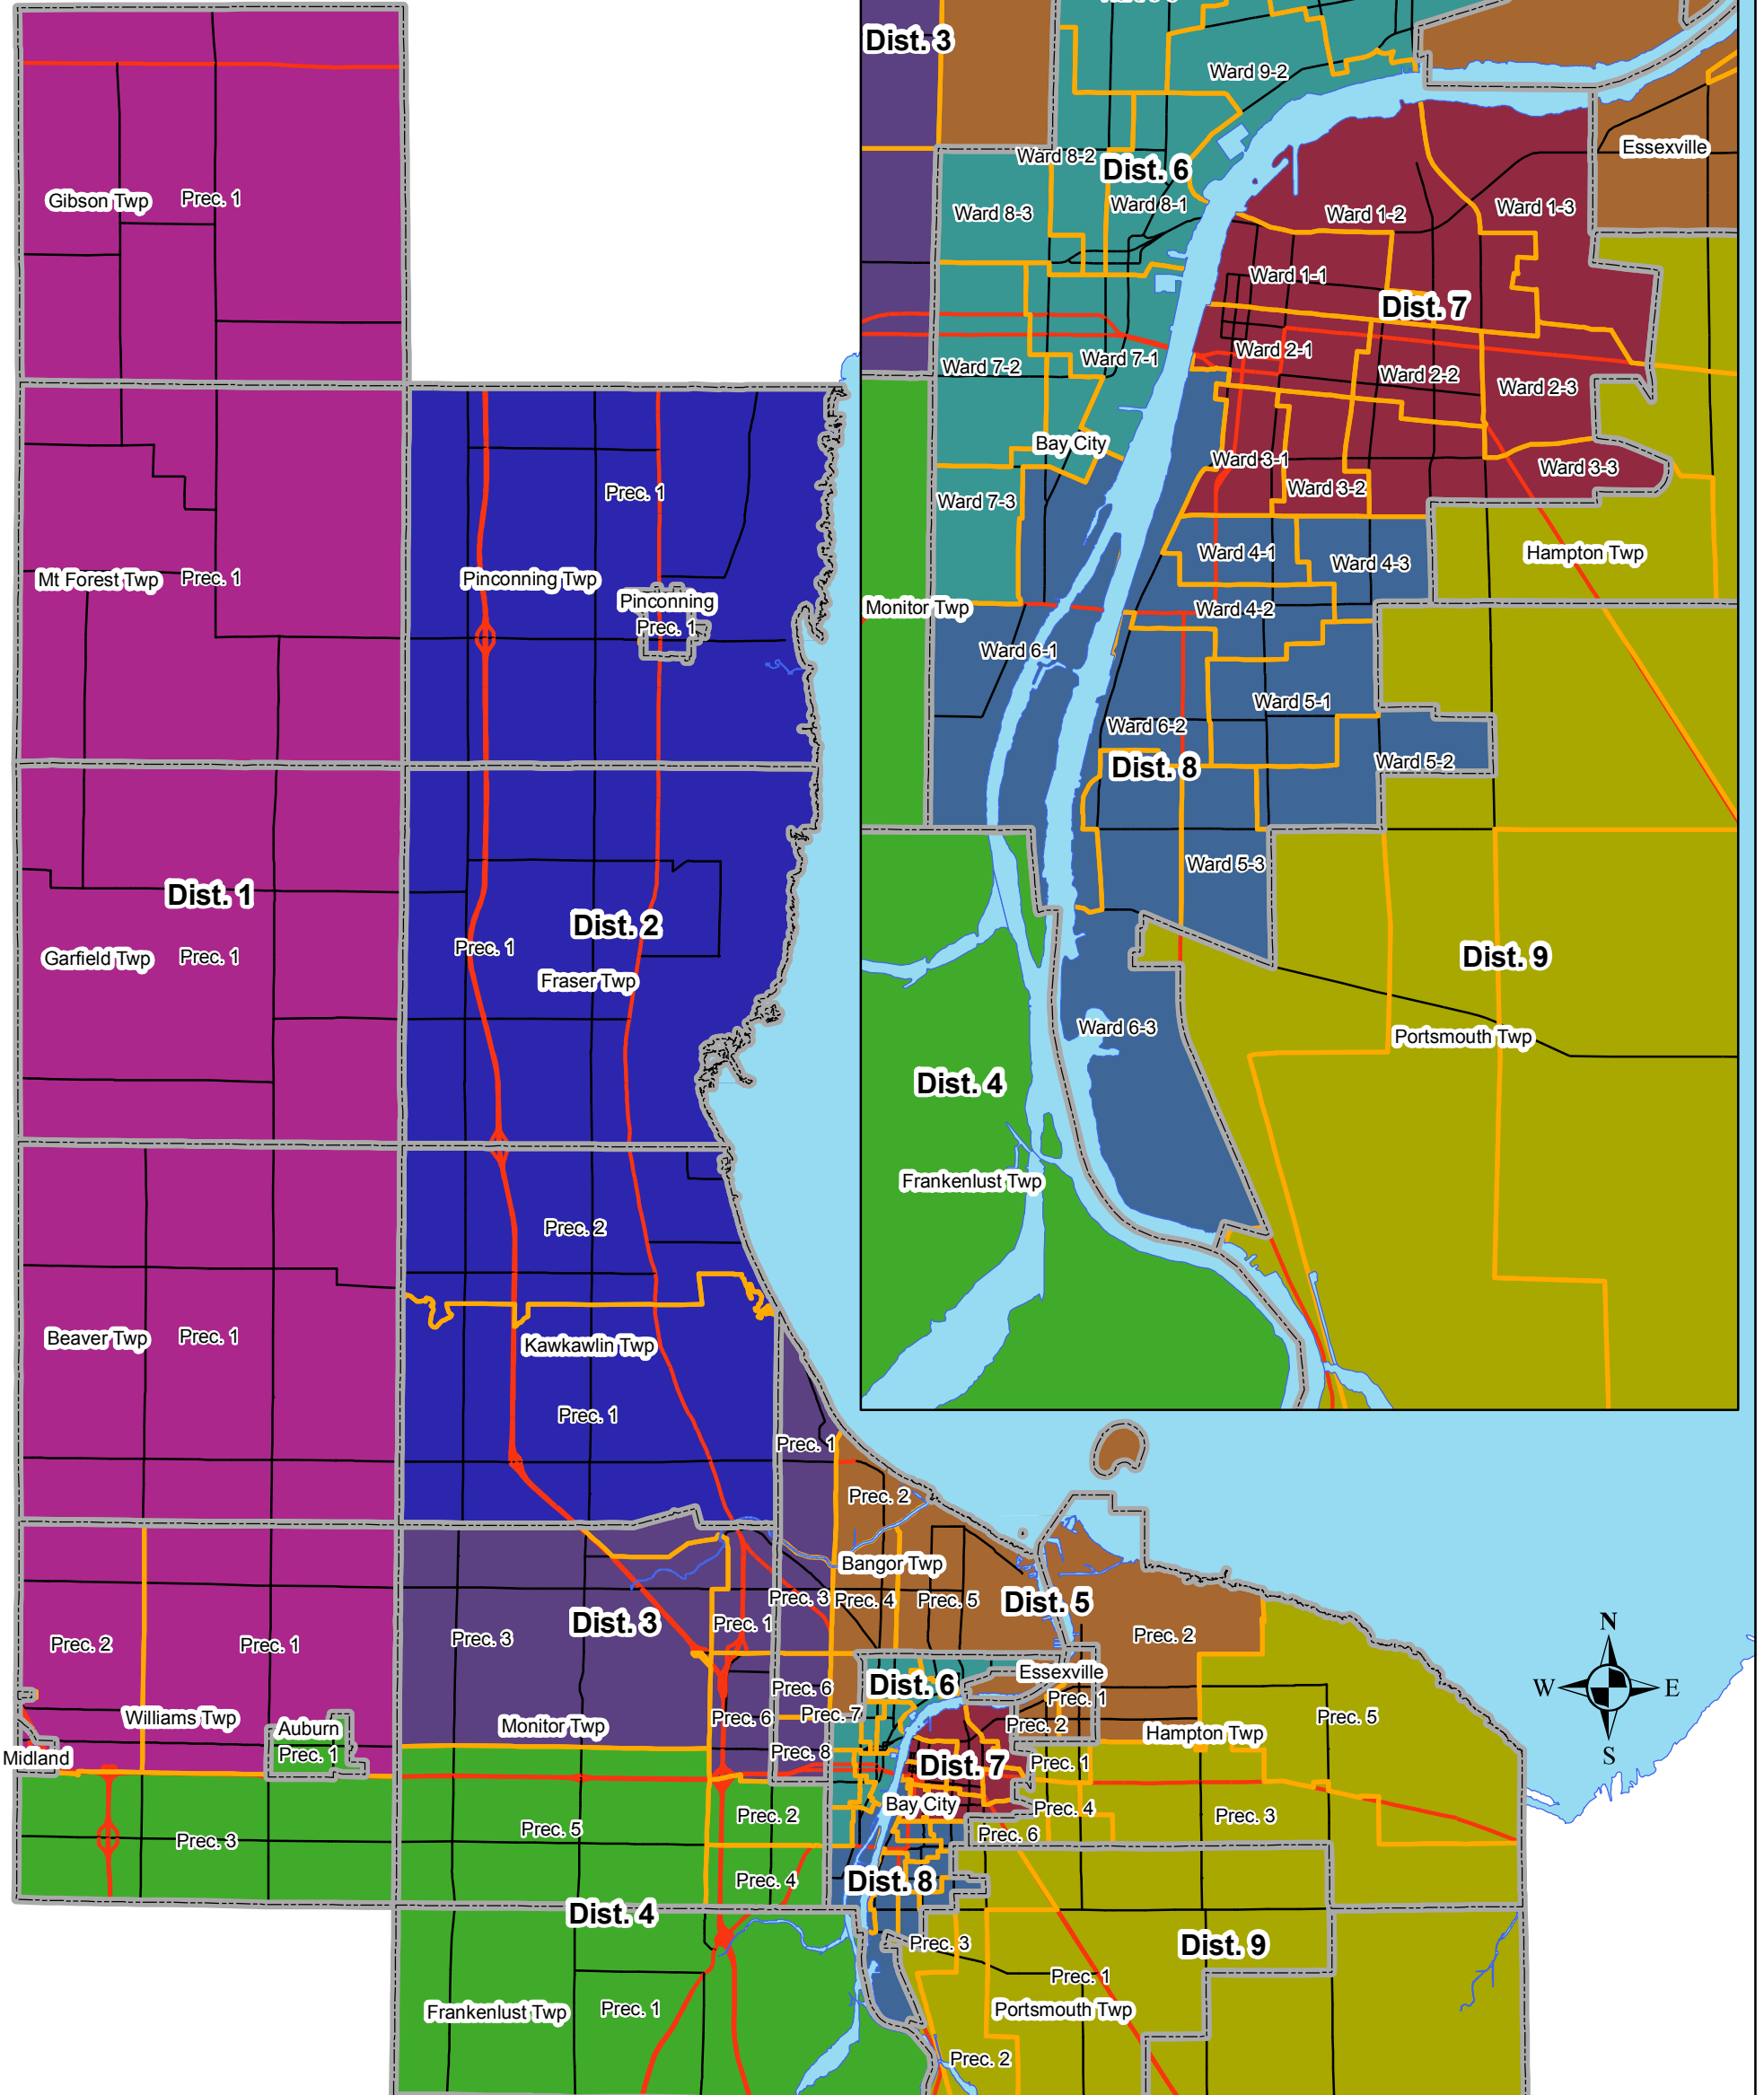 Gibson Twp
Prec. 1
Mt Forest Twp
Prec. 1
Dist. 1
Garfield Twp
Prec. 1
Beaver Twp
Prec. 1
Prec. 2
Prec. 1
Williams Twp
Auburn
Prec. 1
Midland
Prec. 3
Prec. 1
Pinconning Twp
Pinconning
Prec. 1
Dist. 2
Prec. 1
Fraser Twp
Prec. 2
Kawkawlin Twp
Prec. 1
Dist. 3
Prec. 3
Prec. 1
Monitor Twp
Prec. 6
Prec. 5
Prec. 2
Prec. 4
Dist. 4
Frankenlust Twp
Prec. 1
Prec. 1
Prec. 2
Bangor Twp
Prec. 3
Prec. 4
Prec. 5
Dist. 5
Prec. 2
Prec. 6
Prec. 7
Prec. 8
Dist. 6
Essexville
Prec. 1
Prec. 2
Hampton Twp
Prec. 5
Dist. 7
Prec. 1
Bay City
Prec. 4
Prec. 3
Prec. 6
Dist. 8
Prec. 3
Dist. 9
Prec. 1
Portsmouth Twp
Prec. 2
N
W
E
S
Dist. 3
Ward 9-2
Essexville
Ward 8-2
Dist. 6
Ward 8-3
Ward 8-1
Ward 1-2
Ward 1-3
Ward 1-1
Dist. 7
Ward 2-1
Ward 7-2
Ward 7-1
Ward 2-2
Ward 2-3
Bay City
Ward 3-1
Ward 3-3
Ward 3-2
Ward 7-3
Ward 4-1
Ward 4-3
Hampton Twp
Monitor Twp
Ward 4-2
Ward 6-1
Ward 5-1
Ward 6-2
Dist. 8
Ward 5-2
Ward 5-3
Dist. 9
Ward 6-3
Portsmouth Twp
Dist. 4
Frankenlust Twp